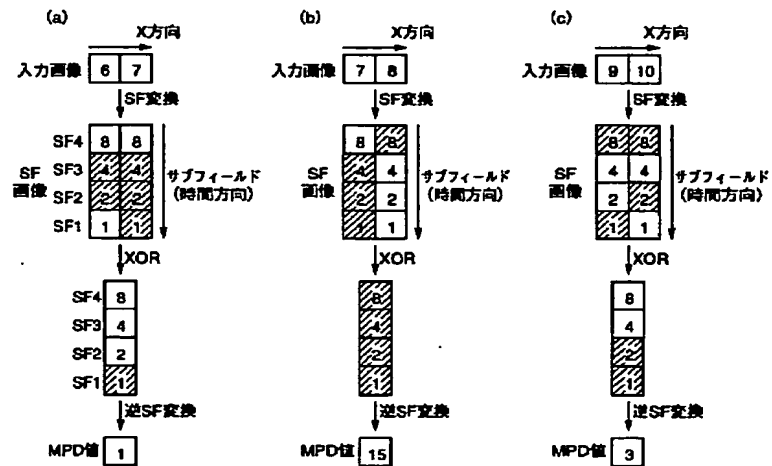 (a)
X方向
入力画像 6 7
SF変換
SF4 8 8
SF3 4 4
SF2 2 2
SF1 1 1
SF画像
サブフィールド
(時間方向)
XOR
SF4 8
SF3 4
SF2 2
SF1 1
逆SF変換
MPD値 1
(b)
X方向
入力画像 7 8
SF変換
8 8
4 4
2 2
1 1
SF画像
サブフィールド
(時間方向)
XOR
8
4
2
1
逆SF変換
MPD値 15
(c)
X方向
入力画像 9 10
SF変換
8 8
4 4
2 2
1 1
SF画像
サブフィールド
(時間方向)
XOR
8
4
2
1
逆SF変換
MPD値 3